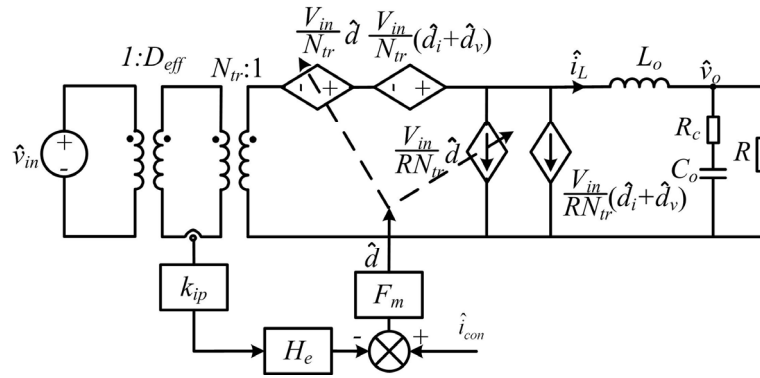 1:D_eff
N_tr:1
V_in/N_tr d̂
V_in/N_tr (d̂_i+d̂_v)
î_L
L_o
v̂_o
v̂_in
+
-
-
+
-
+
V_in/RN_tr d̂
V_in/RN_tr (d̂_i+d̂_v)
R_c
C_o
R
k_ip
d̂
F_m
H_e
-
+
î_con